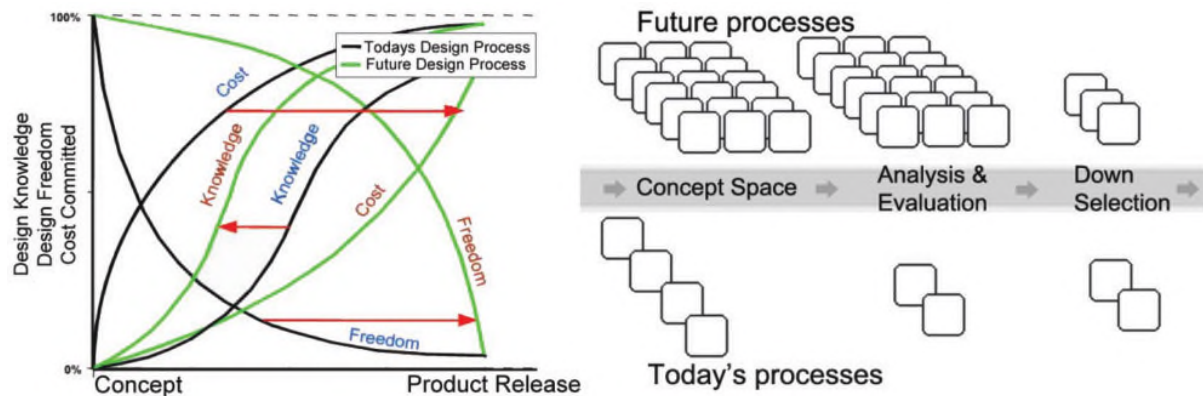 100%
Todays Design Process
Future Design Process
Cost
Knowledge
Knowledge
Cost
Freedom
Freedom
Design Knowledge
Design Freedom
Cost Committed
0%
Concept
Product Release
Future processes
Concept Space
Analysis &
Evaluation
Down
Selection
Today's processes